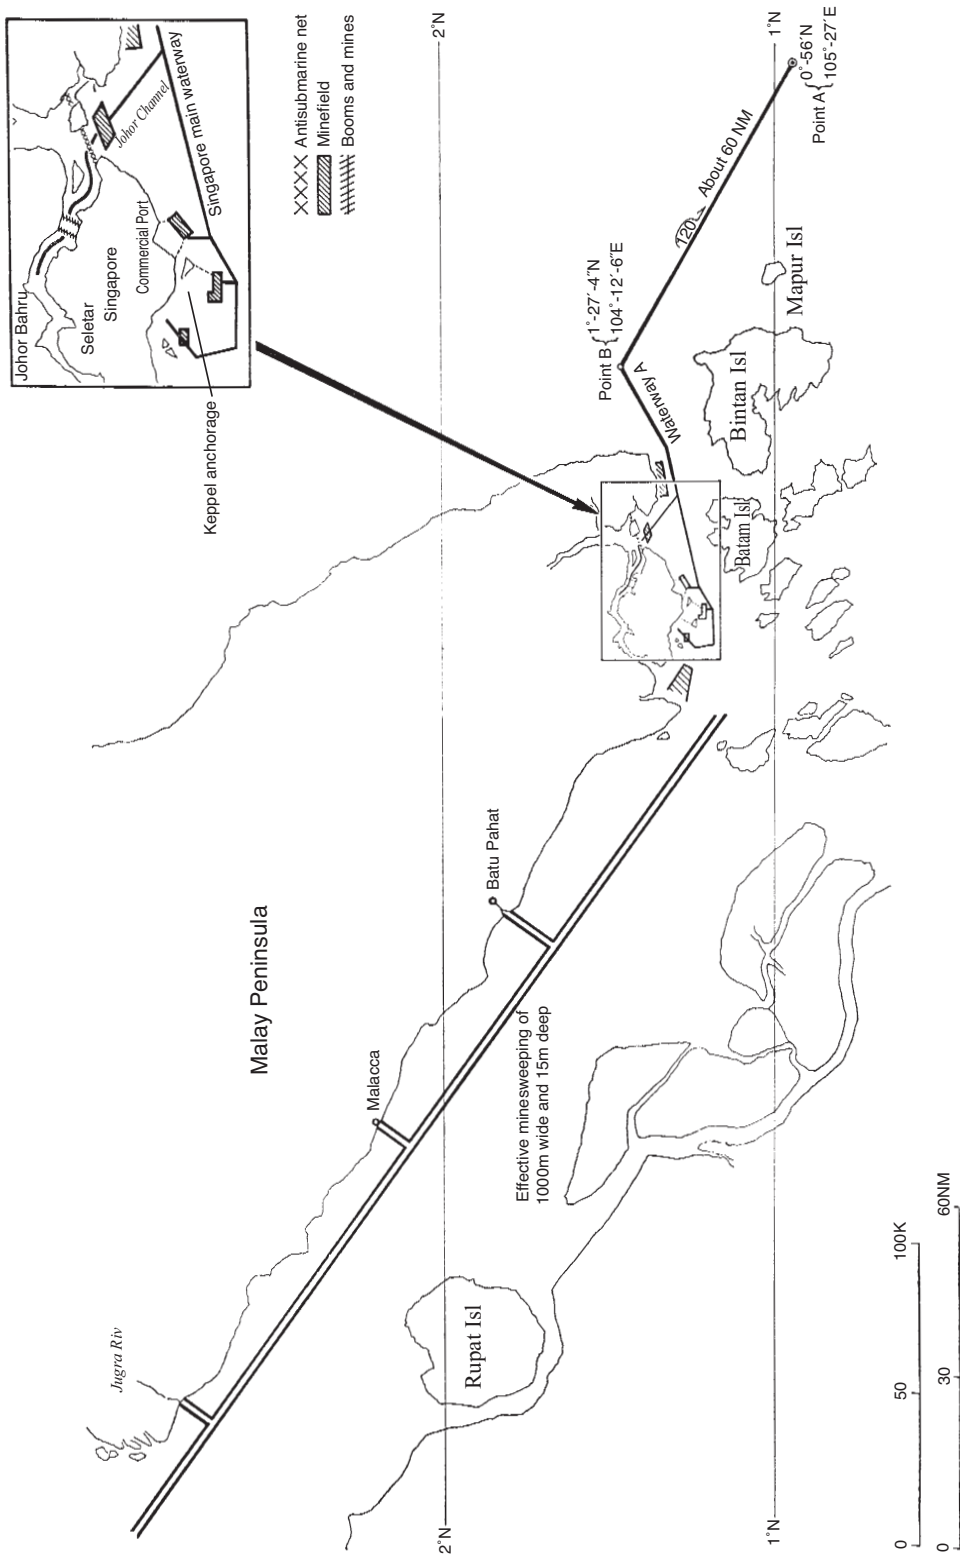 Johor Bahru
Seletar
Singapore
Commercial Port
Johor Channel
Singapore main waterway
Keppel anchorage
XXXX Antisubmarine net
Minefield
Booms and mines
2°N
1°N
Malay Peninsula
Jugra Riv
Malacca
Batu Pahat
Effective minesweeping of
1000m wide and 15m deep
Rupat Isl
Point B { 1°-27′-4″N
104°-12′-6″E
Waterway A
120
About 60 NM
Point A { 0°-56′N
105°-27′E
Batam Isl
Bintan Isl
Mapur Isl
2°N
1°N
0 50 100K
0 30 60NM